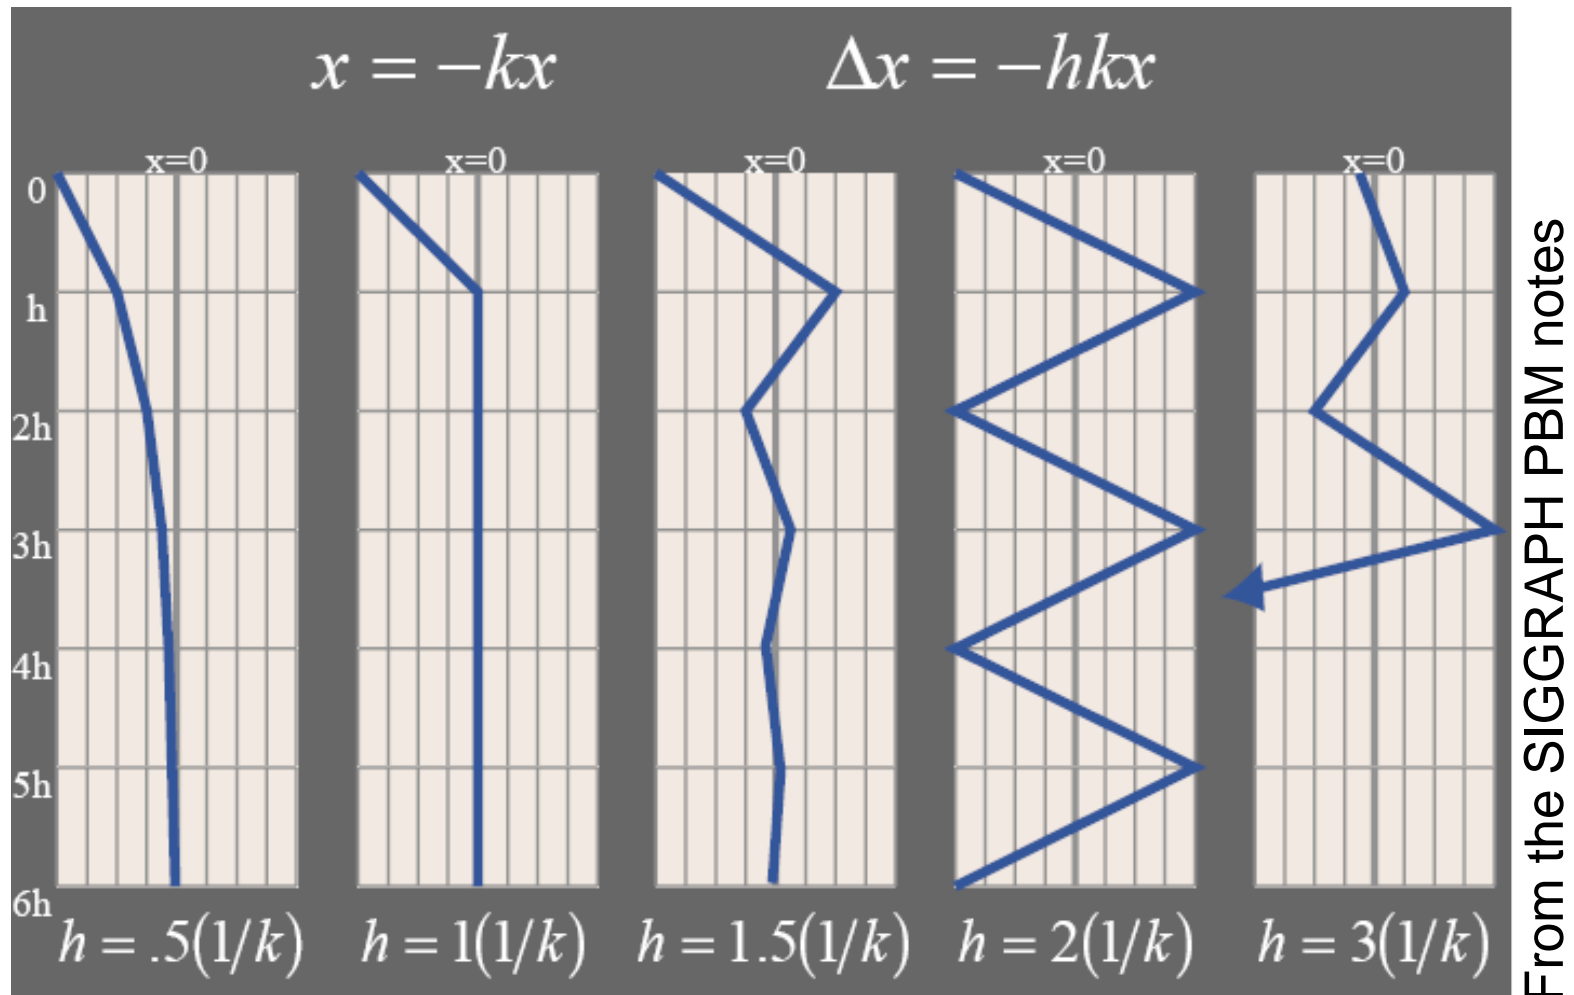 x = −kx
Δx = −hkx
x=0
x=0
x=0
x=0
x=0
0
h
2h
3h
4h
5h
6h
h = .5(1/k)
h = 1(1/k)
h = 1.5(1/k)
h = 2(1/k)
h = 3(1/k)
From the SIGGRAPH PBM notes